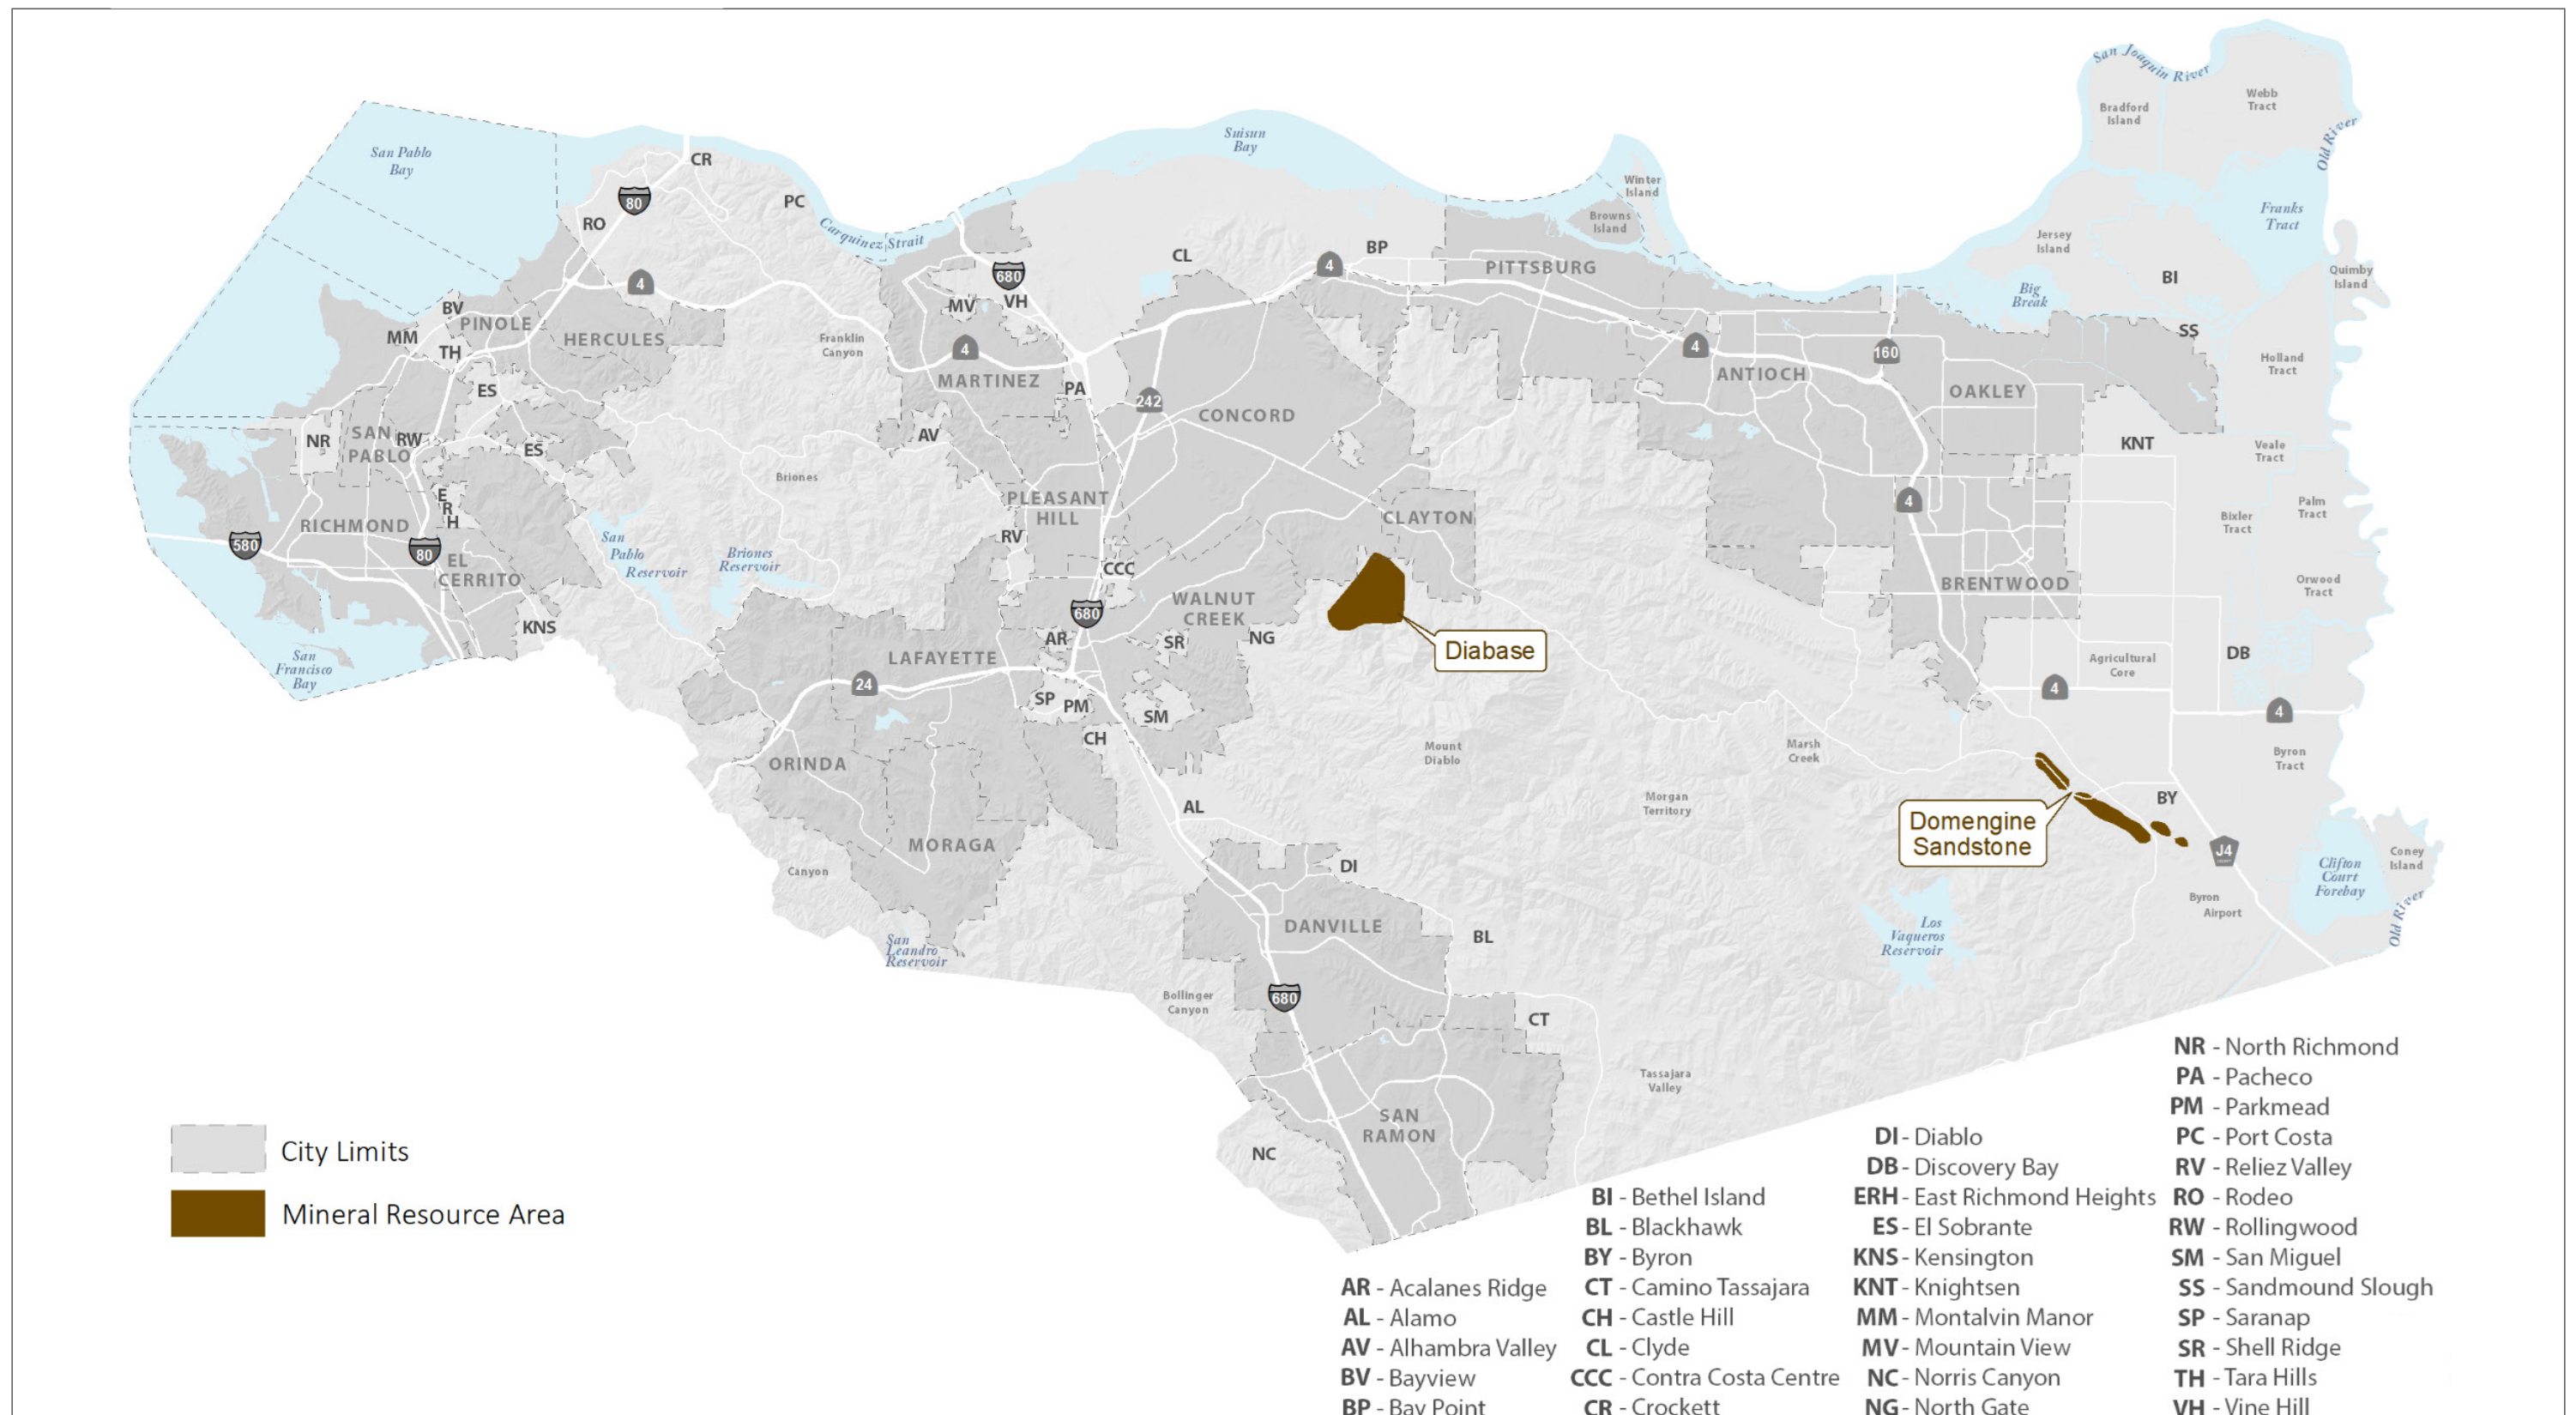 San Joaquin River
Webb
Tract
Bradford
Island
Old River
Suisun
Bay
San Pablo
Bay
CR
80
PC
Winter
Island
Browns
Island
Franks
Tract
RO
Carquinez Strait
Jersey
Island
CL
BP
4
PITTSBURG
BI
Quimby
Island
680
4
MV
VH
Big
Break
BV
PINOLE
MM
TH
HERCULES
Franklin
Canyon
4
SS
4
160
Holland
Tract
ES
MARTINEZ
PA
242
CONCORD
ANTIOCH
OAKLEY
NR
SAN
PABLO
RW
ES
AV
KNT
Veale
Tract
Briones
E
R
H
PLEASANT
HILL
CLAYTON
4
Palm
Tract
Bixler
Tract
RICHMOND
580
80
EL
CERRITO
San
Pablo
Reservoir
Briones
Reservoir
RV
CCC
BRENTWOOD
Orwood
Tract
KNS
680
WALNUT
CREEK
AR
SR
NG
Diabase
San
Francisco
Bay
LAFAYETTE
24
Agricultural
Core
DB
4
4
SP
PM
SM
CH
Mount
Diablo
Marsh
Creek
Byron
Tract
ORINDA
AL
Morgan
Territory
BY
Domengine
Sandstone
MORAGA
J4
Canyon
DI
Clifton
Court
Forebay
Coney
Island
Byron
Airport
Old River
DANVILLE
BL
Los
Vaqueros
Reservoir
San
Leandro
Reservoir
Bollinger
Canyon
680
CT
Tassajara
Valley
SAN
RAMON
NC
City Limits
Mineral Resource Area
AR - Acalanes Ridge
AL - Alamo
AV - Alhambra Valley
BV - Bayview
BP - Bay Point
BI - Bethel Island
BL - Blackhawk
BY - Byron
CT - Camino Tassajara
CH - Castle Hill
CL - Clyde
CCC - Contra Costa Centre
CR - Crockett
DI - Diablo
DB - Discovery Bay
ERH - East Richmond Heights
ES - El Sobrante
KNS - Kensington
KNT - Knightsen
MM - Montalvin Manor
MV - Mountain View
NC - Norris Canyon
NG - North Gate
NR - North Richmond
PA - Pacheco
PM - Parkmead
PC - Port Costa
RV - Reliez Valley
RO - Rodeo
RW - Rollingwood
SM - San Miguel
SS - Sandmound Slough
SP - Saranap
SR - Shell Ridge
TH - Tara Hills
VH - Vine Hill